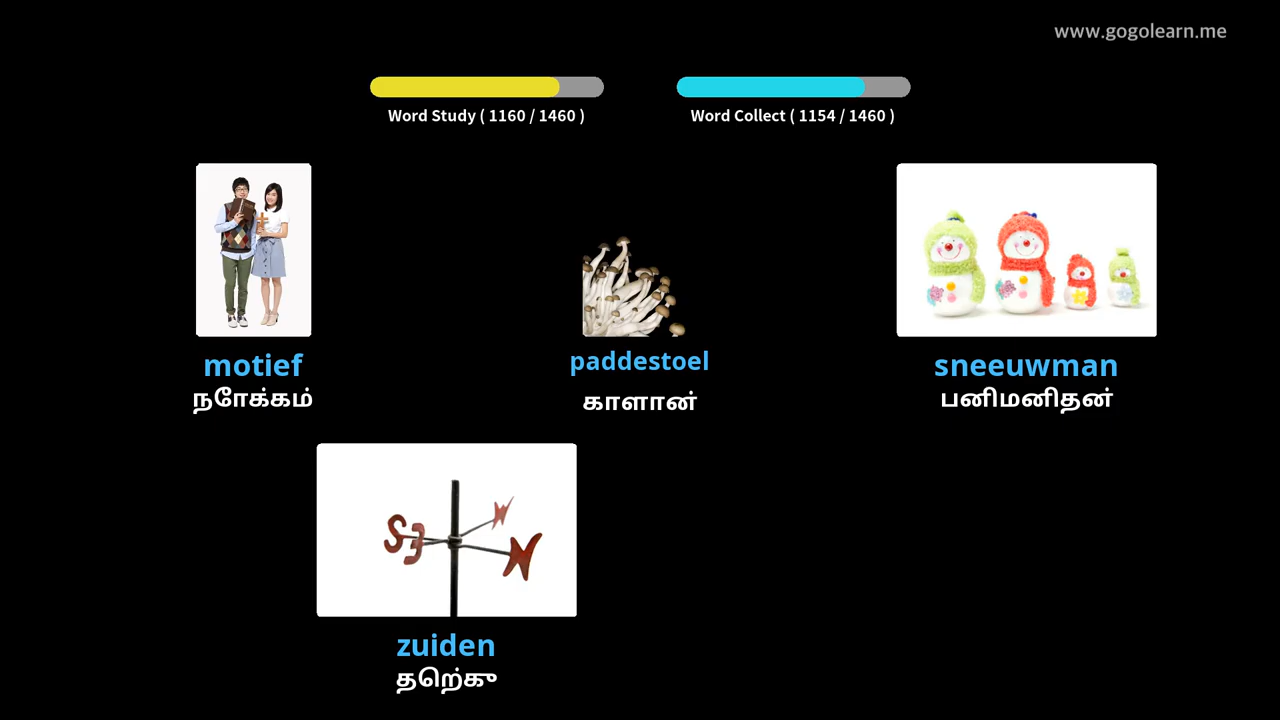 www.gogolearn.me
Word Study ( 1160 / 1460 )
Word Collect ( 1154 / 1460 )
motief
நோக்கம்
paddestoel
காளான்
sneeuwman
பனிமனிதன்
S
E
N
zuiden
தெற்கு